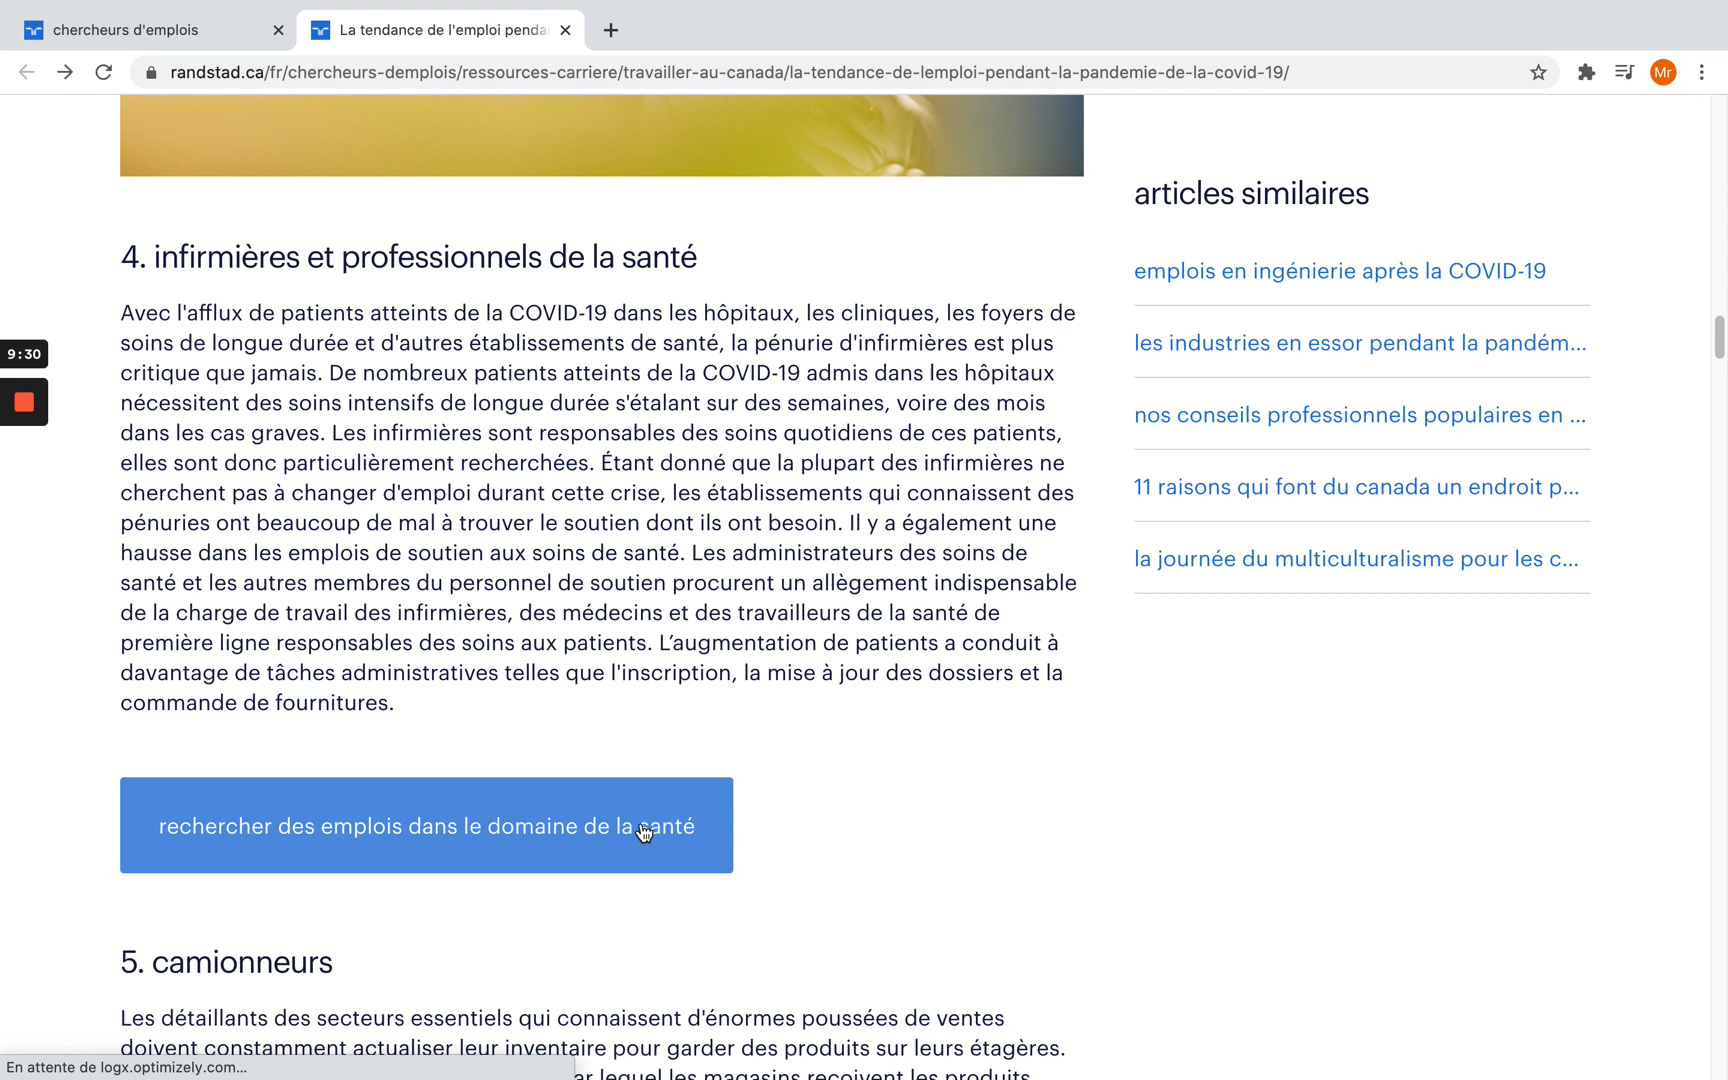 chercheurs d'emplois
La tendance de l'emploi penda
randstad.ca/fr/chercheurs-demplois/ressources-carriere/travailler-au-canada/la-tendance-de-lemploi-pendant-la-pandemie-de-la-covid-19/
Mr
articles similaires
emplois en ingénierie après la COVID-19
les industries en essor pendant la pandém...
nos conseils professionnels populaires en ...
11 raisons qui font du canada un endroit p...
la journée du multiculturalisme pour les c...
9:30
4. infirmières et professionnels de la santé
Avec l'afflux de patients atteints de la COVID-19 dans les hôpitaux, les cliniques, les foyers de
soins de longue durée et d'autres établissements de santé, la pénurie d'infirmières est plus
critique que jamais. De nombreux patients atteints de la COVID-19 admis dans les hôpitaux
nécessitent des soins intensifs de longue durée s'étalant sur des semaines, voire des mois
dans les cas graves. Les infirmières sont responsables des soins quotidiens de ces patients,
elles sont donc particulièrement recherchées. Étant donné que la plupart des infirmières ne
cherchent pas à changer d'emploi durant cette crise, les établissements qui connaissent des
pénuries ont beaucoup de mal à trouver le soutien dont ils ont besoin. Il y a également une
hausse dans les emplois de soutien aux soins de santé. Les administrateurs des soins de
santé et les autres membres du personnel de soutien procurent un allègement indispensable
de la charge de travail des infirmières, des médecins et des travailleurs de la santé de
première ligne responsables des soins aux patients. L’augmentation de patients a conduit à
davantage de tâches administratives telles que l'inscription, la mise à jour des dossiers et la
commande de fournitures.
rechercher des emplois dans le domaine de la santé
5. camionneurs
Les détaillants des secteurs essentiels qui connaissent d'énormes poussées de ventes
doivent constamment actualiser leur inventaire pour garder des produits sur leurs étagères.
lequel les magasins reçoivent les produits
En attente de logx.optimizely.com...